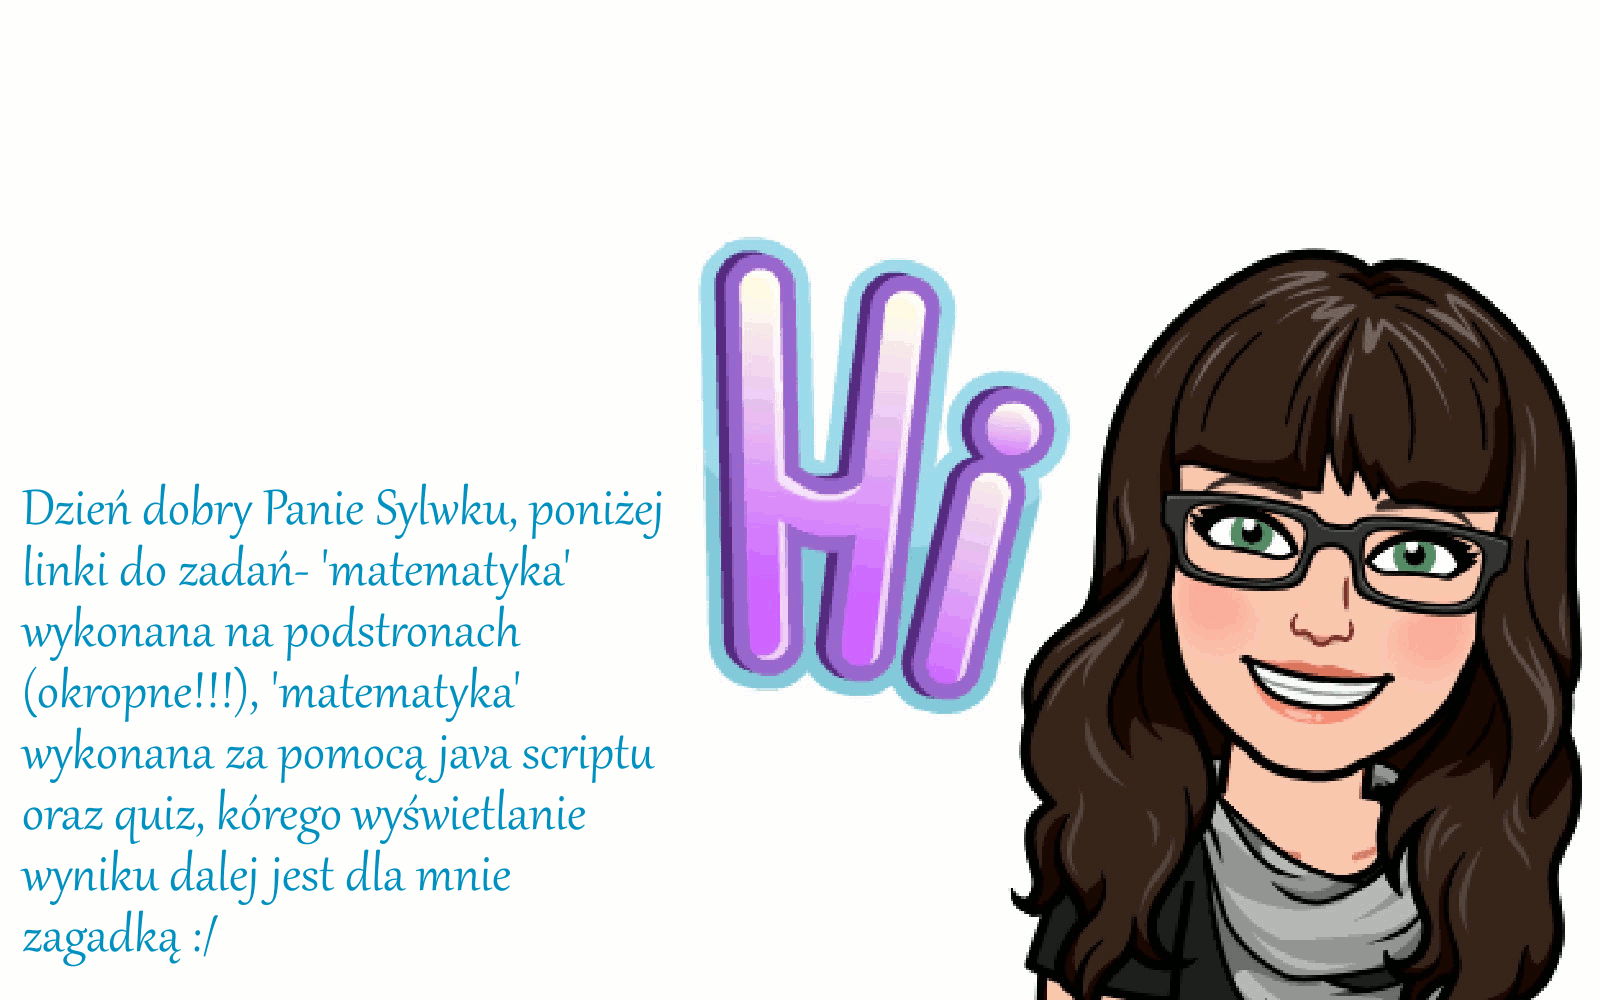 Hi
Dzień dobry Panie Sylwku, poniżej
linki do zadań- 'matematyka'
wykonana na podstronach
(okropne!!!), 'matematyka'
wykonana za pomocą java scriptu
oraz quiz, kórego wyświetlanie
wyniku dalej jest dla mnie
zagadką :/